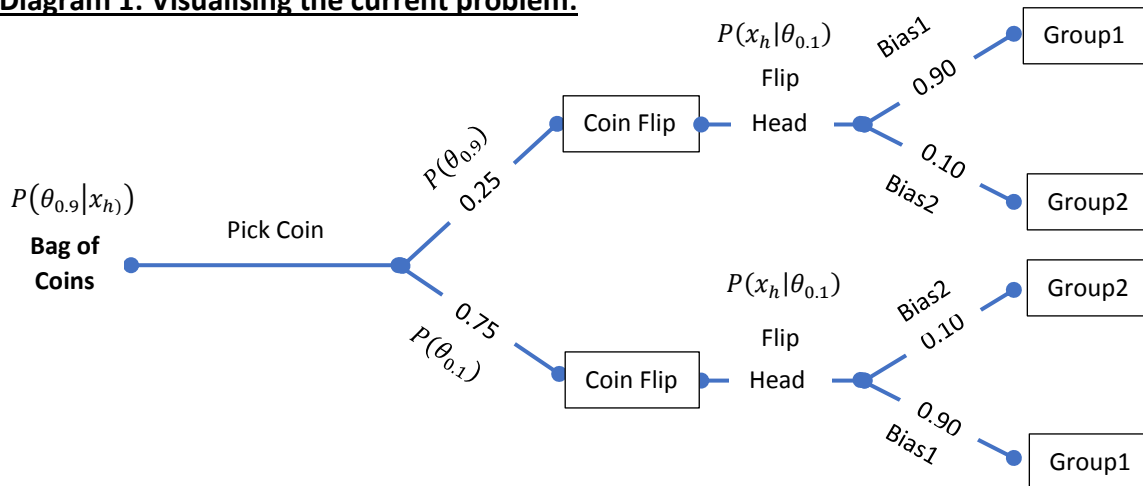 Diagram 1: Visualising the current problem:
P(x_h|θ_0.1)
Flip
Head
Bias1
0.90
Group1
Coin Flip
0.10
Bias2
Group2
P(θ_0.9)
0.25
P(θ_0.9|x_h)
Bag of
Coins
Pick Coin
0.75
P(θ_0.1)
Coin Flip
P(x_h|θ_0.1)
Flip
Head
Bias2
0.10
Group2
0.90
Bias1
Group1